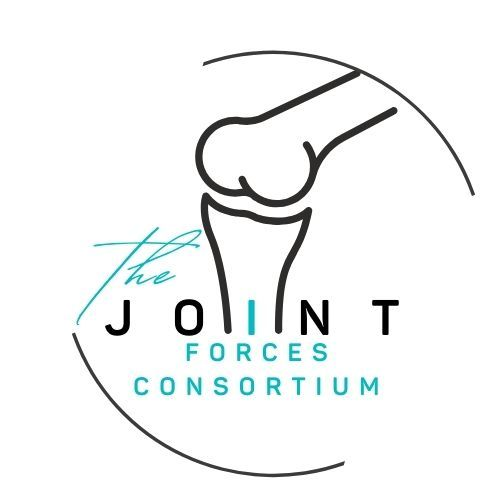 The
JOINT
FORCES
CONSORTIUM